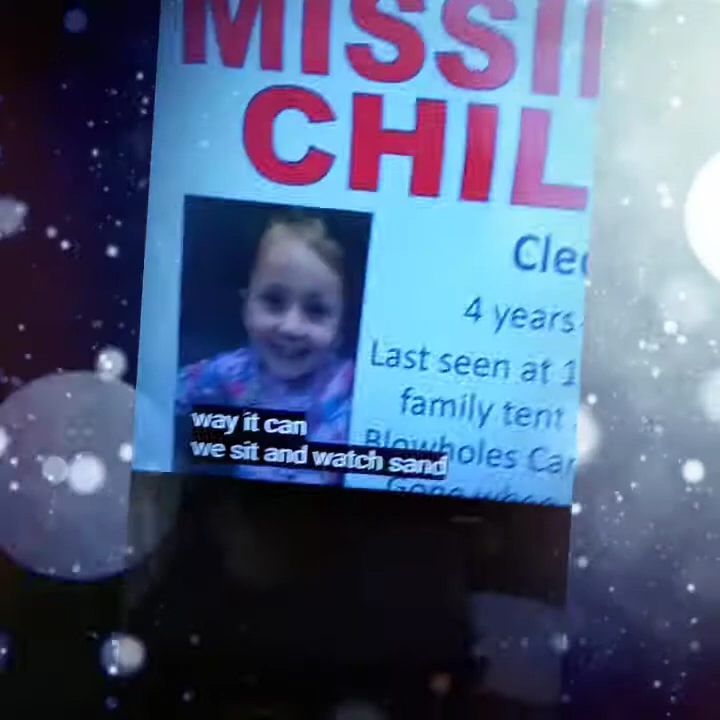 MISSI
CHIL
Cle
4 years
Last seen at 1
family tent
Blowholes Ca
way it can
we sit and watch sand